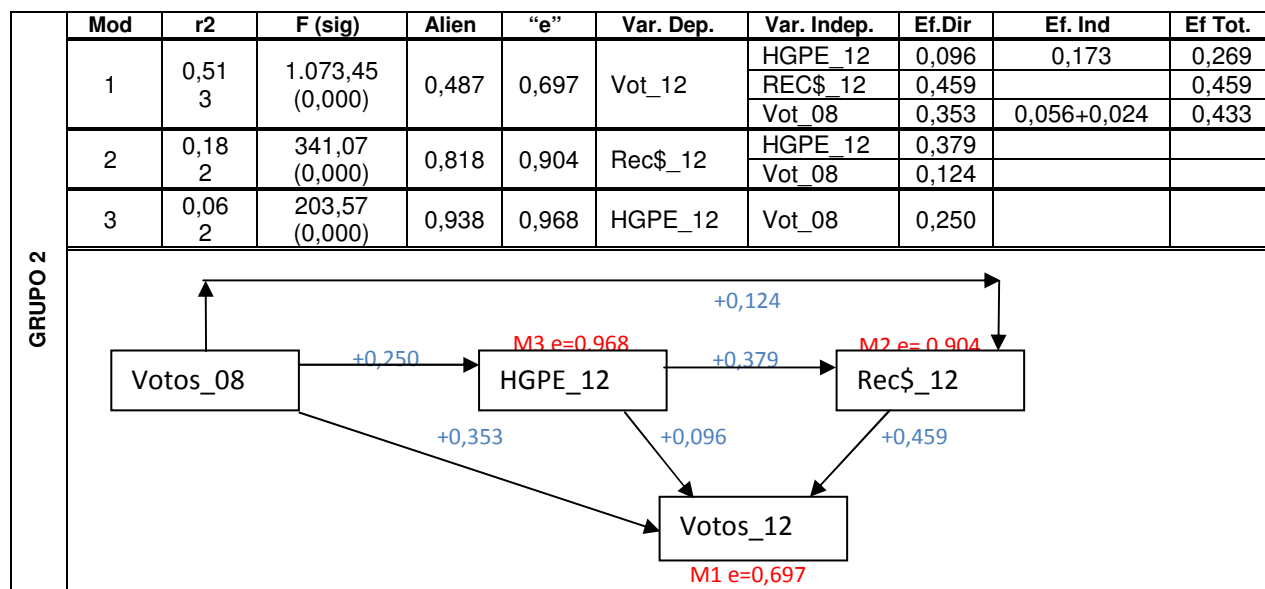 Mod r2 F (sig) Alien “e” Var. Dep. Var. Indep. Ef.Dir Ef. Ind Ef Tot.
1 0,51 3 1.073,45 (0,000) 0,487 0,697 Vot_12 HGPE_12 0,096 0,173 0,269
REC$_12 0,459 0,459
Vot_08 0,353 0,056+0,024 0,433
2 0,18 2 341,07 (0,000) 0,818 0,904 Rec$_12 HGPE_12 0,379
Vot_08 0,124
3 0,06 2 203,57 (0,000) 0,938 0,968 HGPE_12 Vot_08 0,250
GRUPO 2
+0,124
M3 e=0,968 M2 e= 0,904
+0,250 +0,379
Votos_08 HGPE_12 Rec$_12
+0,353 +0,096 +0,459
Votos_12
M1 e=0,697